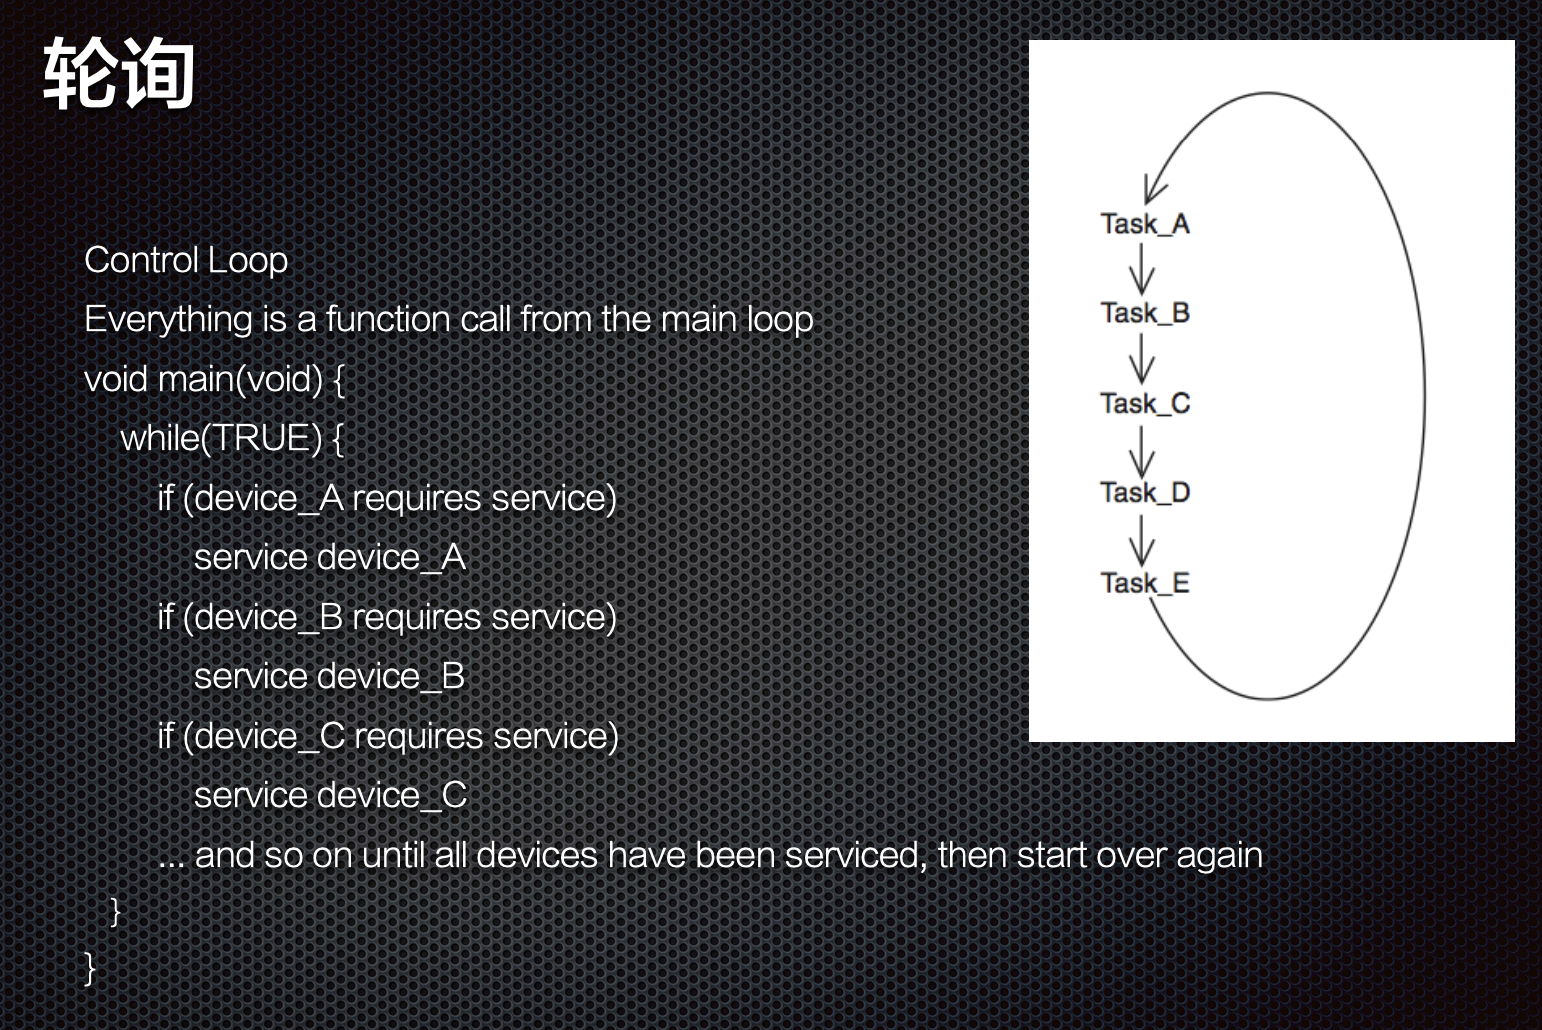 轮询
Control Loop
Everything is a function call from the main loop
void main(void) {
while(TRUE) {
if (device_A requires service)
service device_A
if (device_B requires service)
service device_B
if (device_C requires service)
service device_C
... and so on until all devices have been serviced, then start over again
}
}
Task_A
Task_B
Task_C
Task_D
Task_E